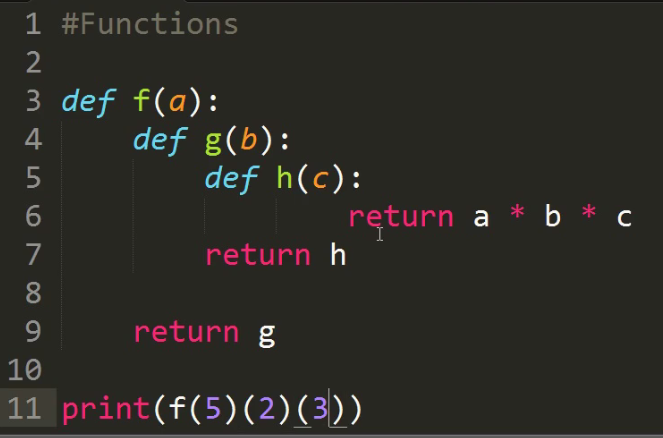 1 #Functions
2
3 def f(a):
4     def g(b):
5         def h(c):
6                 return a * b * c
7         return h
8
9     return g
10
11 print(f(5)(2)(3))